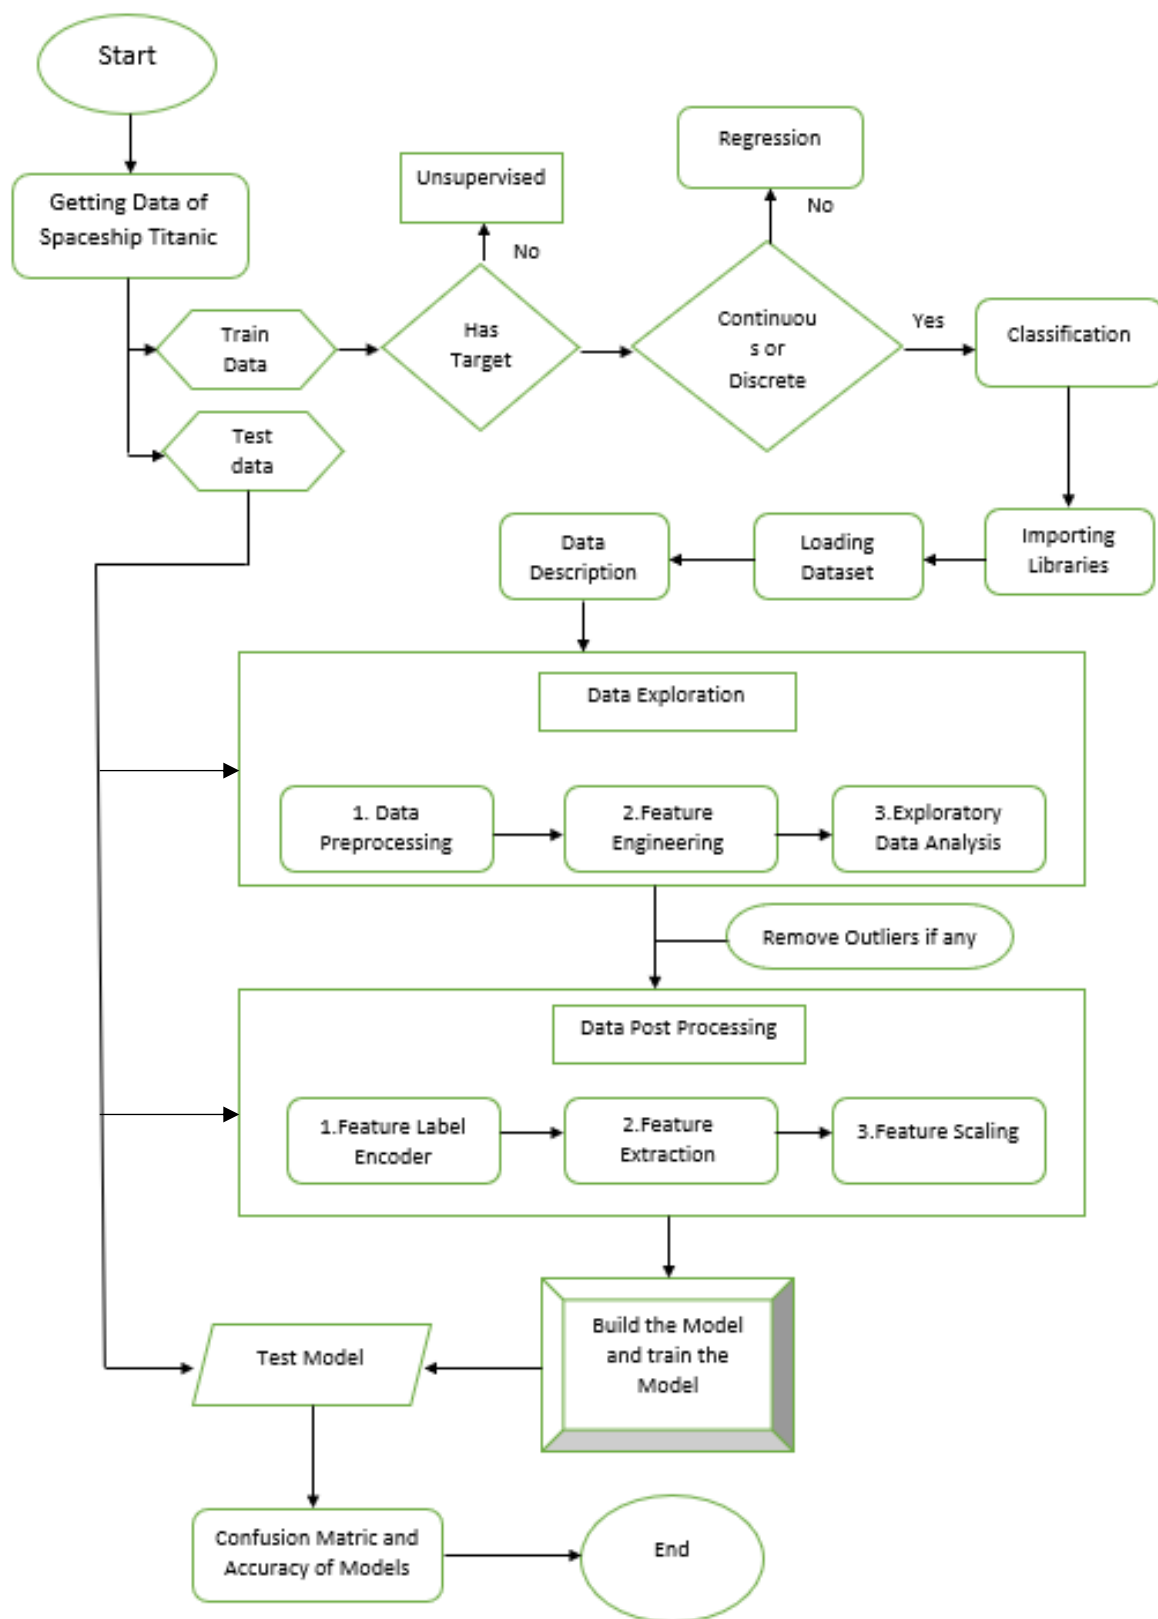 Start
Getting Data of
Spaceship Titanic
Train
Data
Test
data
Unsupervised
No
Has
Target
Regression
No
Continuou
s or
Discrete
Yes
Classification
Importing
Libraries
Loading
Dataset
Data
Description
Data Exploration
1. Data
Preprocessing
2.Feature
Engineering
3.Exploratory
Data Analysis
Remove Outliers if any
Data Post Processing
1.Feature Label
Encoder
2.Feature
Extraction
3.Feature Scaling
Build the Model
and train the
Model
Test Model
Confusion Matric and
Accuracy of Models
End